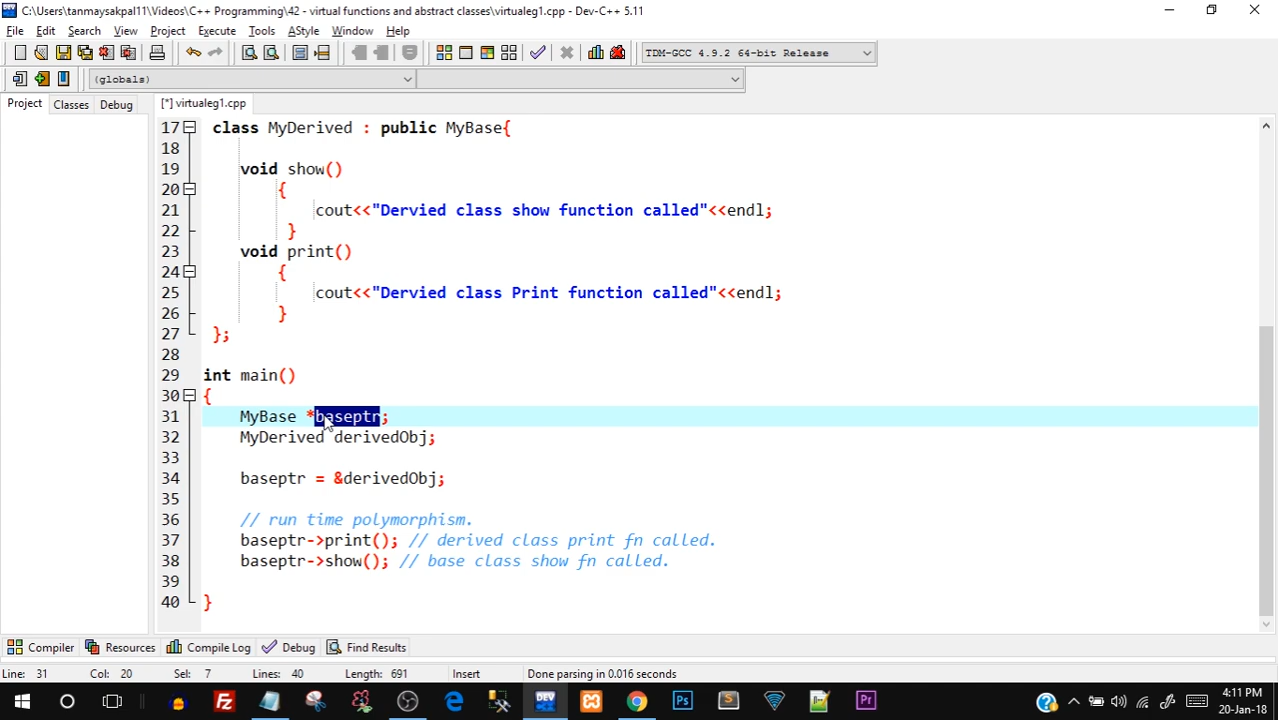 C:\Users\tanmaysakpal11\Videos\C++ Programming\42 - virtual functions and abstract classes\virtualeg1.cpp - Dev-C++ 5.11
File Edit Search View Project Execute Tools AStyle Window Help
TDM-GCC 4.9.2 64-bit Release
(globals)
Project Classes Debug [*] virtualeg1.cpp
17 class MyDerived : public MyBase{
18
19 void show()
20 {
21 cout<<"Dervied class show function called"<<endl;
22 }
23 void print()
24 {
25 cout<<"Dervied class Print function called"<<endl;
26 }
27 };
28
29 int main()
30 {
31 MyBase *baseptr;
32 MyDerived derivedObj;
33
34 baseptr = &derivedObj;
35
36 // run time polymorphism.
37 baseptr->print(); // derived class print fn called.
38 baseptr->show(); // base class show fn called.
39
40 }
Compiler Resources Compile Log Debug Find Results
Line: 31 Col: 20 Sel: 7 Lines: 40 Length: 691 Insert Done parsing in 0.016 seconds
DEV
Ps
S
Pr
4:11 PM
20-Jan-18